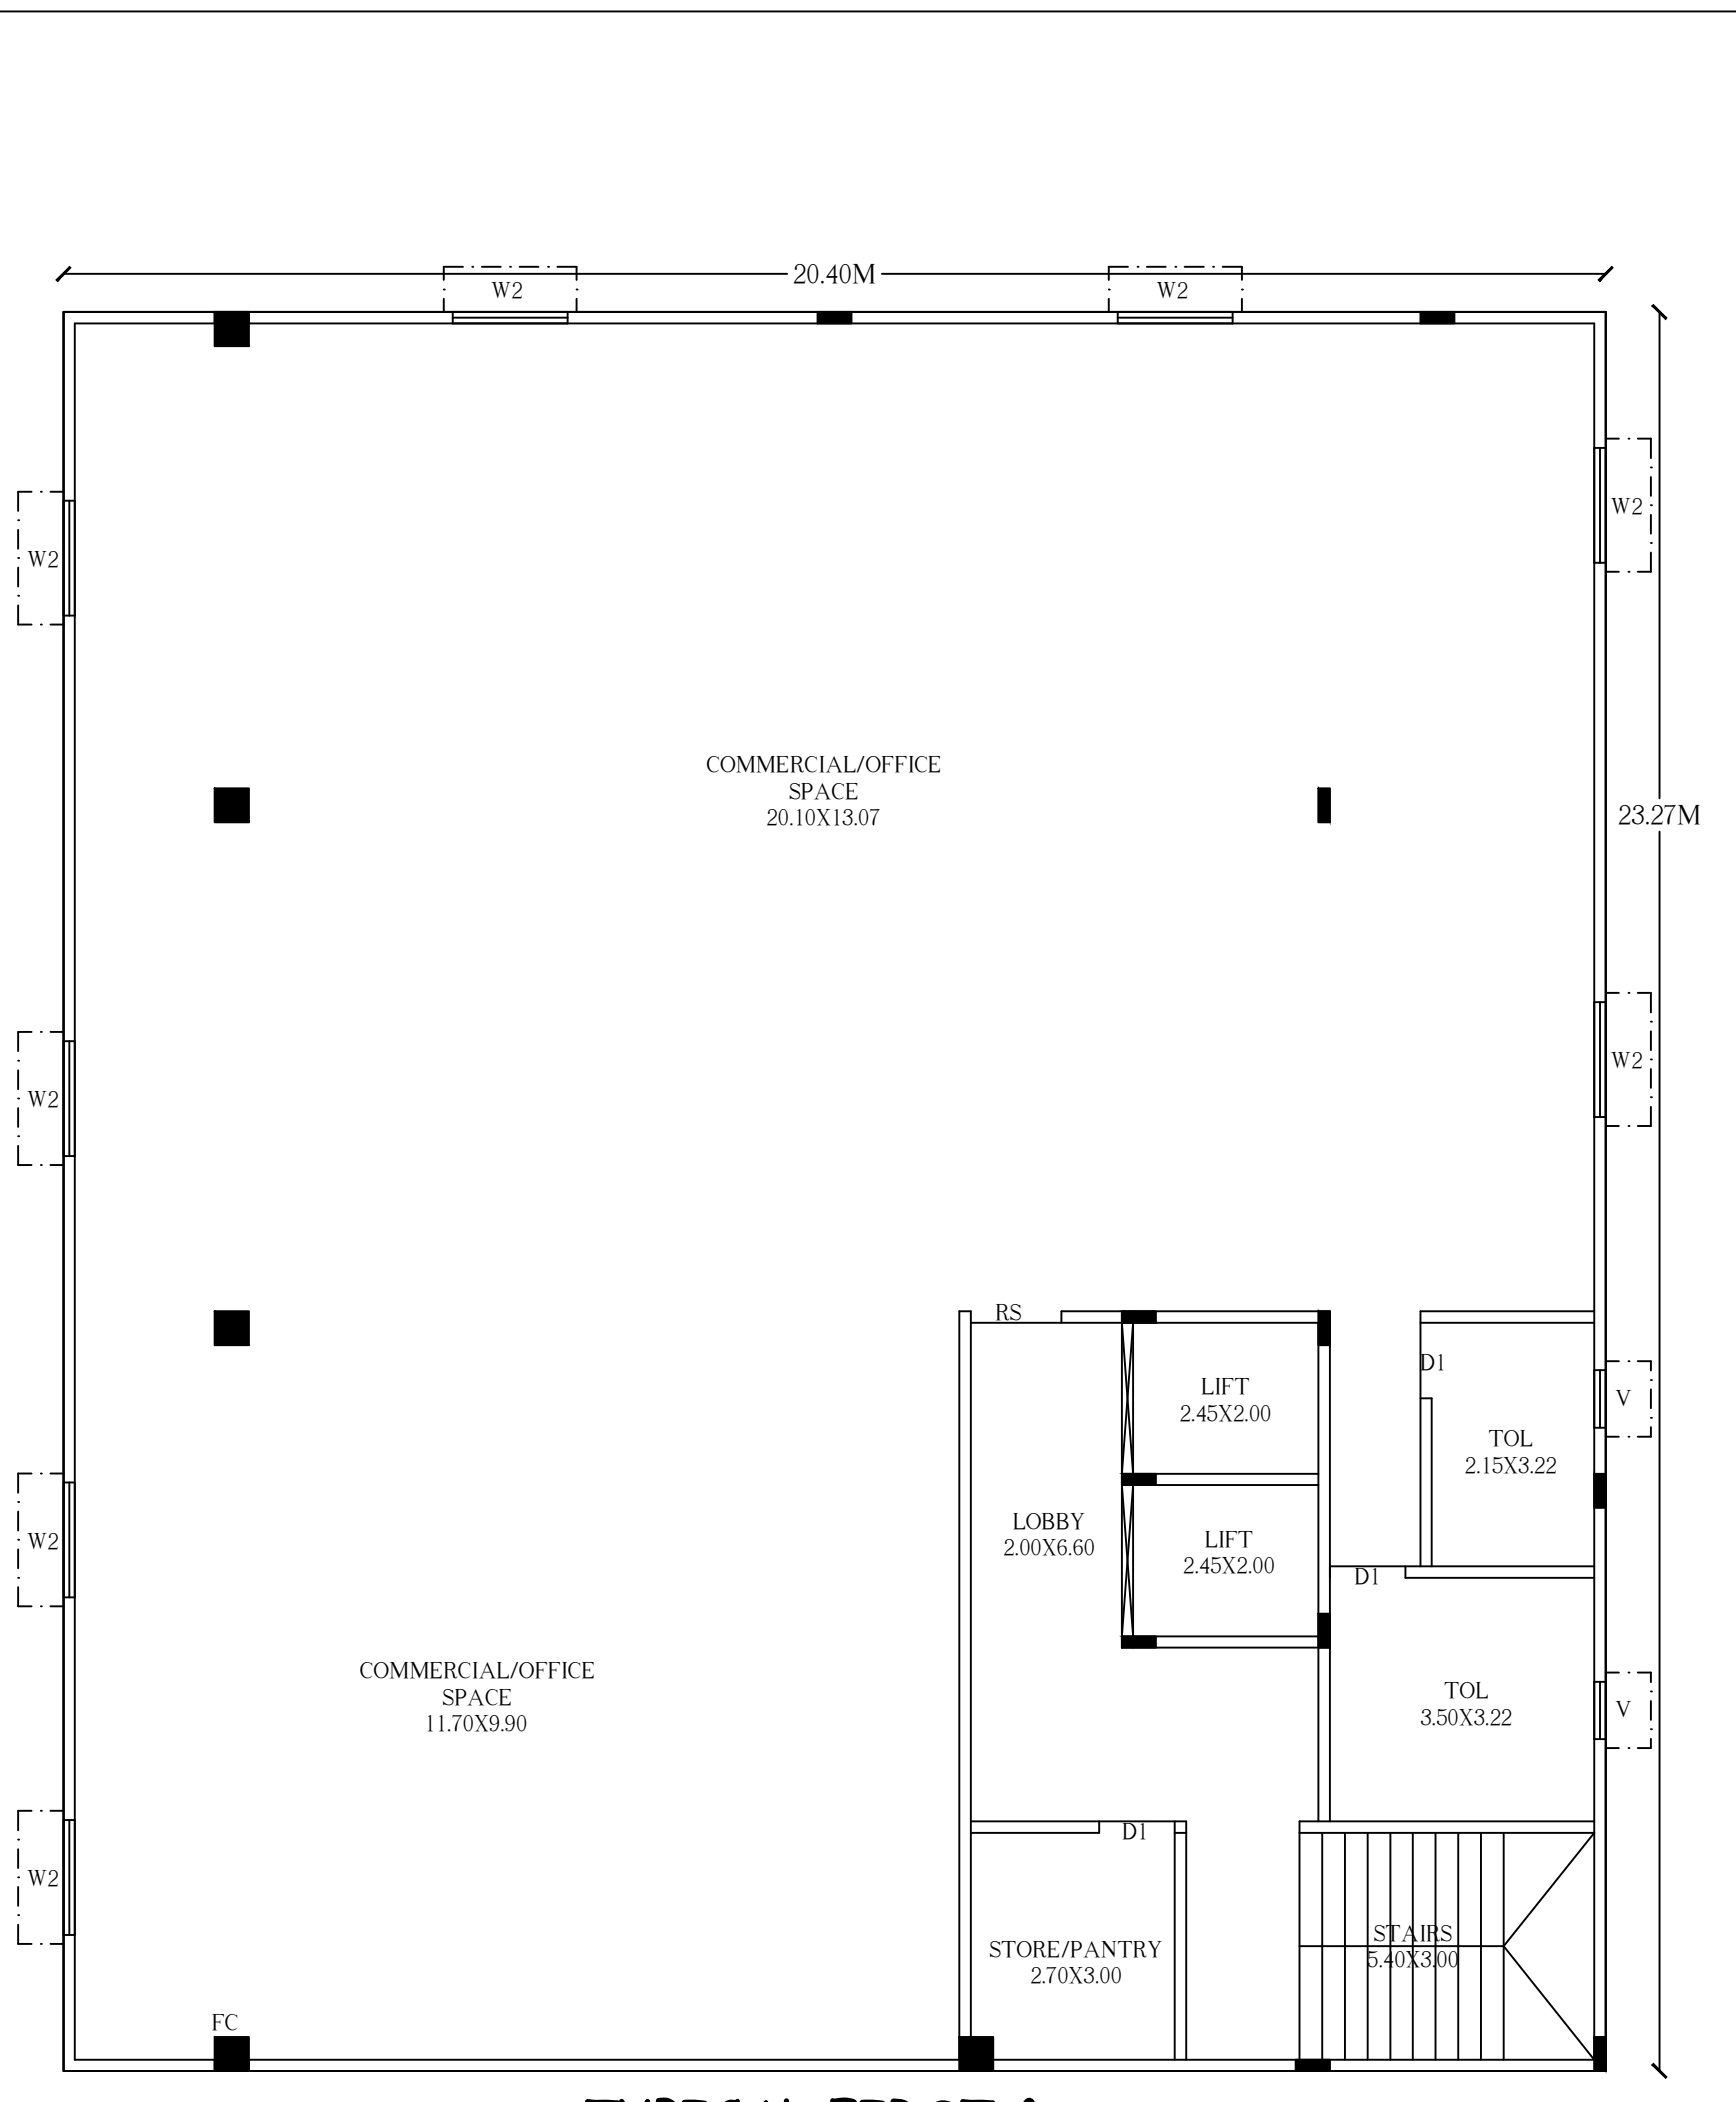 20.40M
W2
W2
W2
W2
COMMERCIAL/OFFICE
SPACE
20.10X13.07
23.27M
W2
W2
RS
D1
LIFT
2.45X2.00
V
TOL
2.15X3.22
LOBBY
2.00X6.60
LIFT
2.45X2.00
W2
D1
COMMERCIAL/OFFICE
SPACE
11.70X9.90
TOL
3.50X3.22
V
D1
W2
STORE/PANTRY
2.70X3.00
STAIRS
5.40X3.00
FC